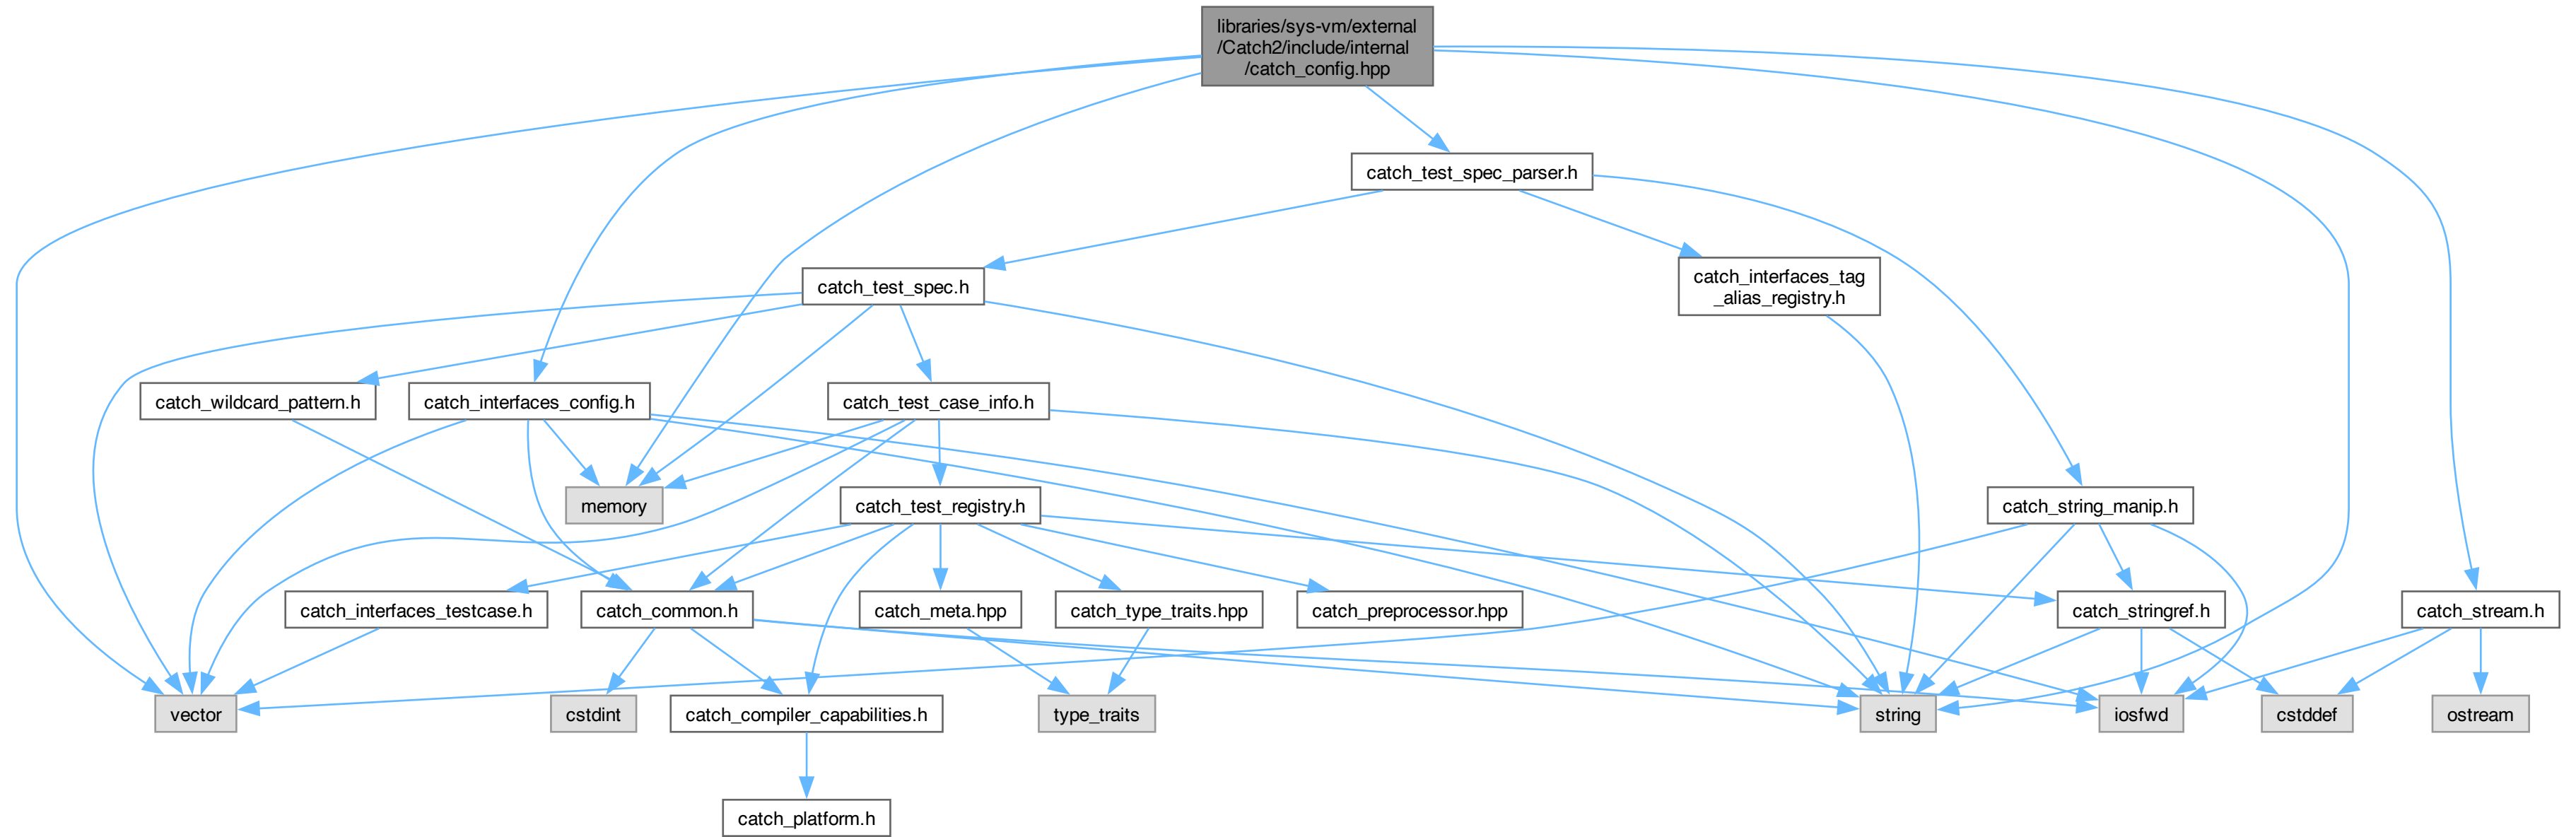 libraries/sys-vm/external
/Catch2/include/internal
/catch_config.hpp
catch_test_spec_parser.h
catch_test_spec.h
catch_interfaces_tag
_alias_registry.h
catch_wildcard_pattern.h
catch_interfaces_config.h
catch_test_case_info.h
memory
catch_test_registry.h
catch_string_manip.h
catch_interfaces_testcase.h
catch_common.h
catch_meta.hpp
catch_type_traits.hpp
catch_preprocessor.hpp
catch_stringref.h
catch_stream.h
vector
cstdint
catch_compiler_capabilities.h
type_traits
string
iosfwd
cstddef
ostream
catch_platform.h